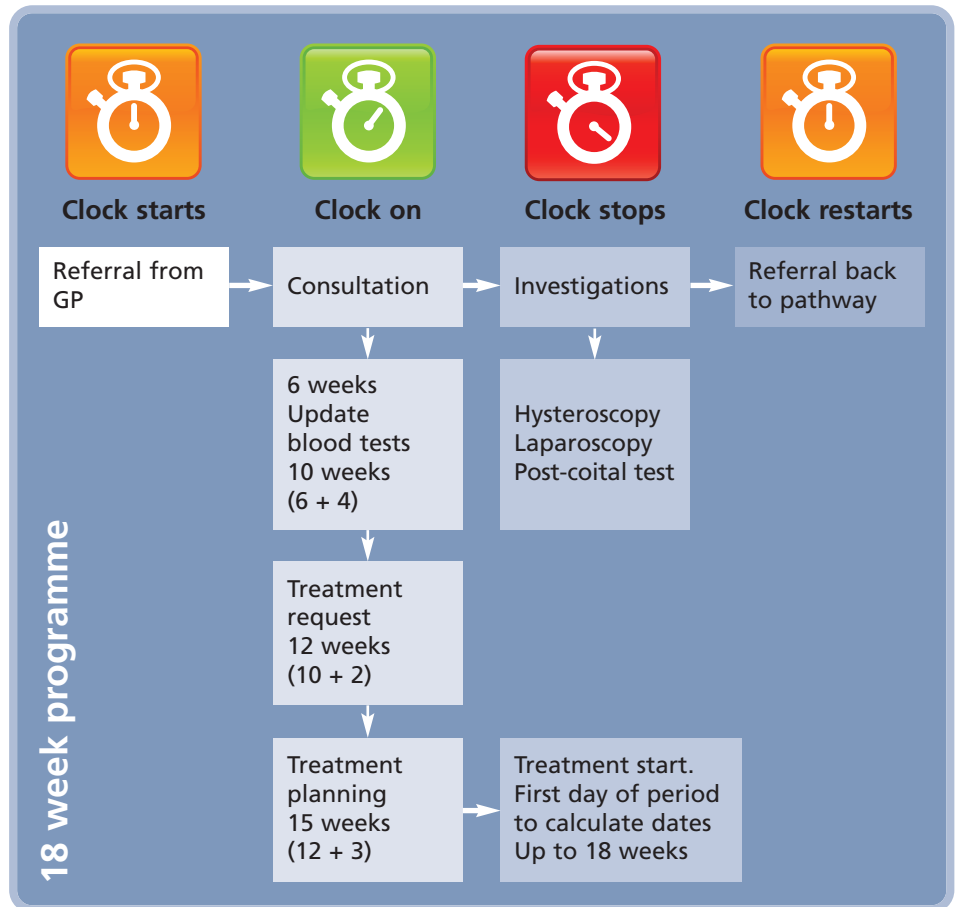 Clock starts
Clock on
Clock stops
Clock restarts
Referral from
GP
Consultation
Investigations
Referral back
to pathway
6 weeks
Update
blood tests
10 weeks
(6 + 4)
Hysteroscopy
Laparoscopy
Post-coital test
Treatment
request
12 weeks
(10 + 2)
Treatment
planning
15 weeks
(12 + 3)
Treatment start.
First day of period
to calculate dates
Up to 18 weeks
18 week programme